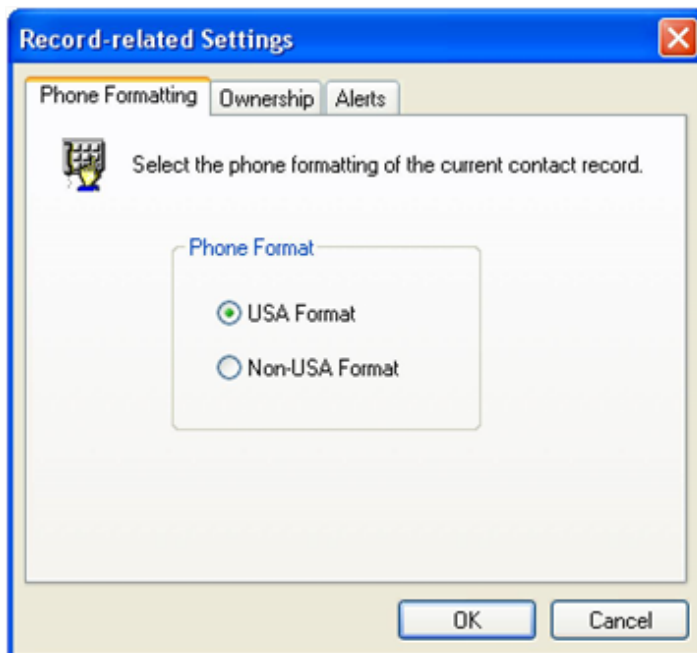 Record-related Settings
Phone Formatting Ownership Alerts
Select the phone formatting of the current contact record.
Phone Format
USA Format
Non-USA Format
OK Cancel